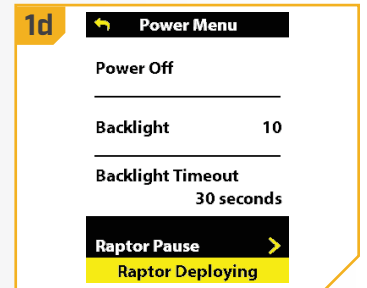 1d
Power Menu
Power Off
Backlight 10
Backlight Timeout
30 seconds
Raptor Pause
Raptor Deploying